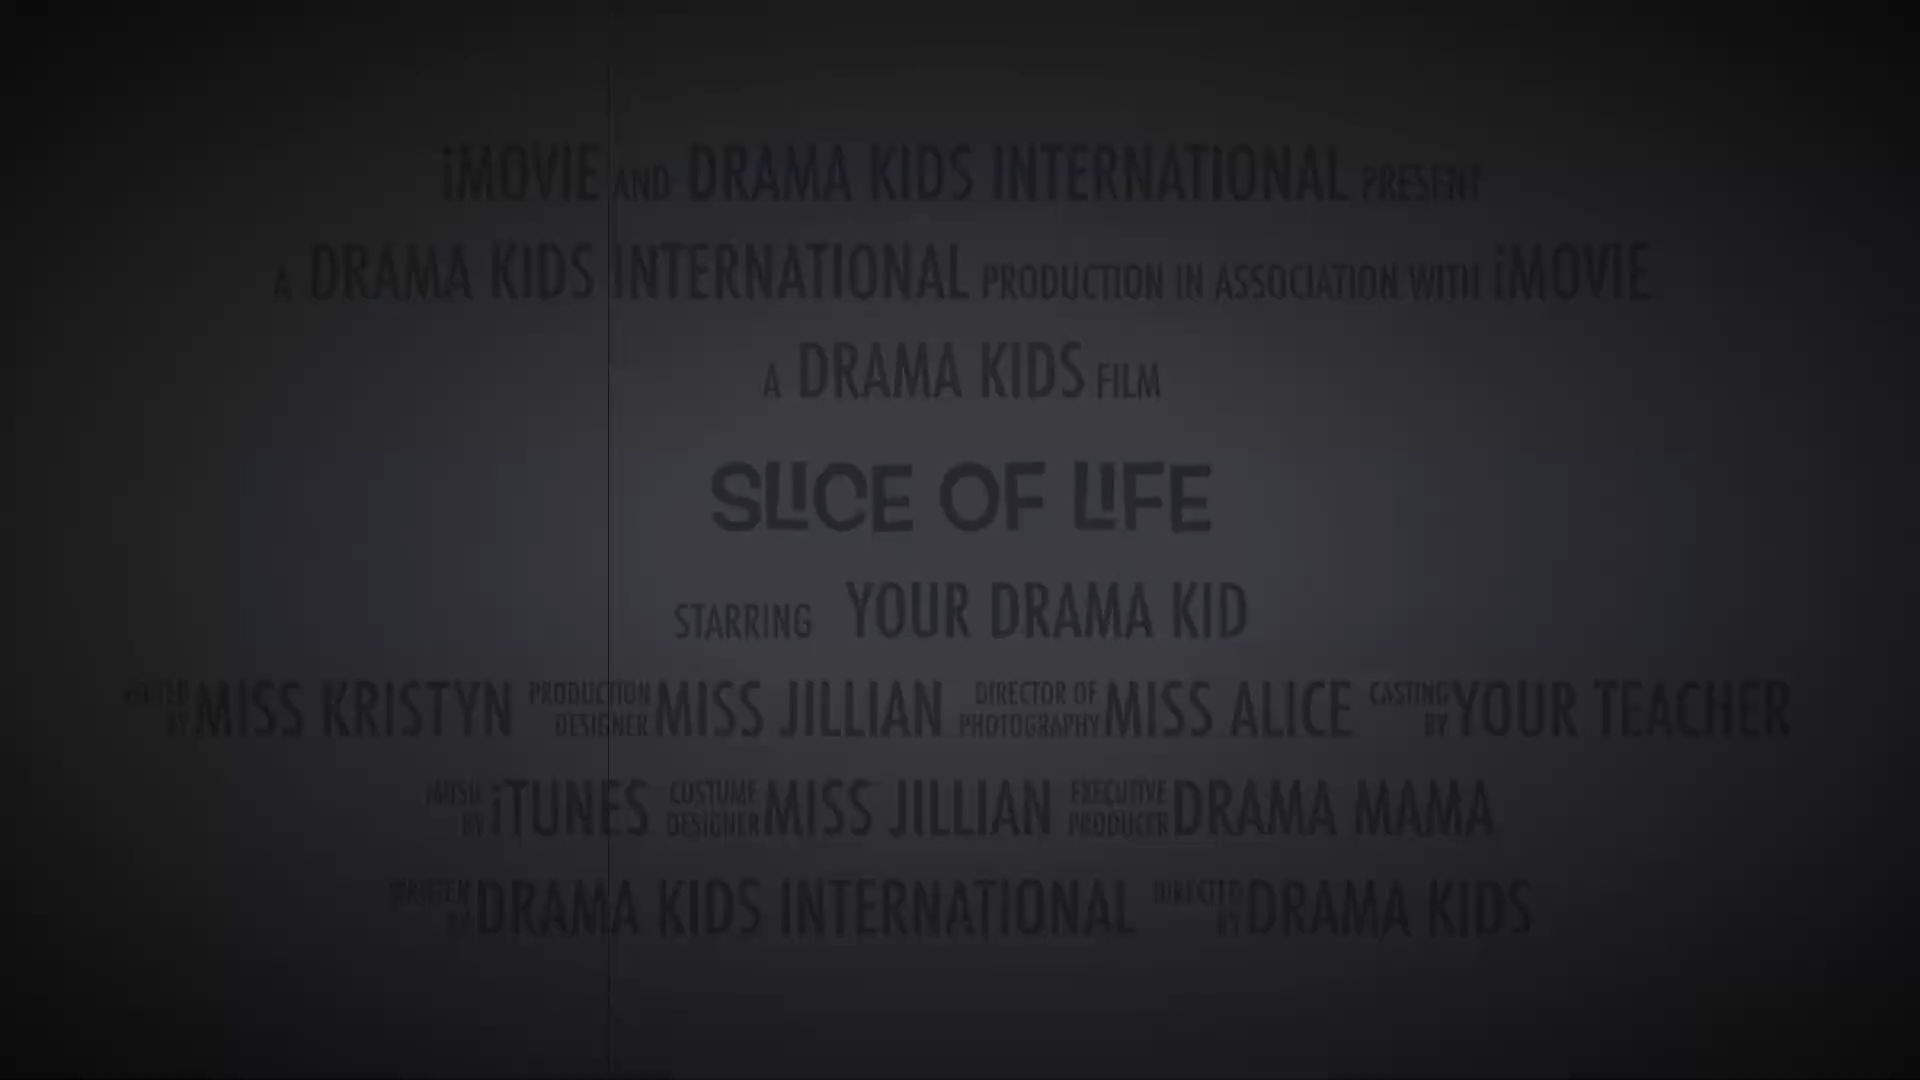 iMOVIE AND DRAMA KIDS INTERNATIONAL PRESENT
A DRAMA KIDS INTERNATIONAL PRODUCTION IN ASSOCIATION WITH iMOVIE
A DRAMA KIDS FILM
SLICE OF LIFE
STARRING YOUR DRAMA KID
EDITED BY MISS KRISTYN PRODUCTION DESIGNER MISS JILLIAN DIRECTOR OF PHOTOGRAPHY MISS ALICE CASTING BY YOUR TEACHER
MUSIC BY iTUNES COSTUME DESIGNER MISS JILLIAN EXECUTIVE PRODUCER DRAMA MAMA
WRITTEN BY DRAMA KIDS INTERNATIONAL DIRECTED BY DRAMA KIDS